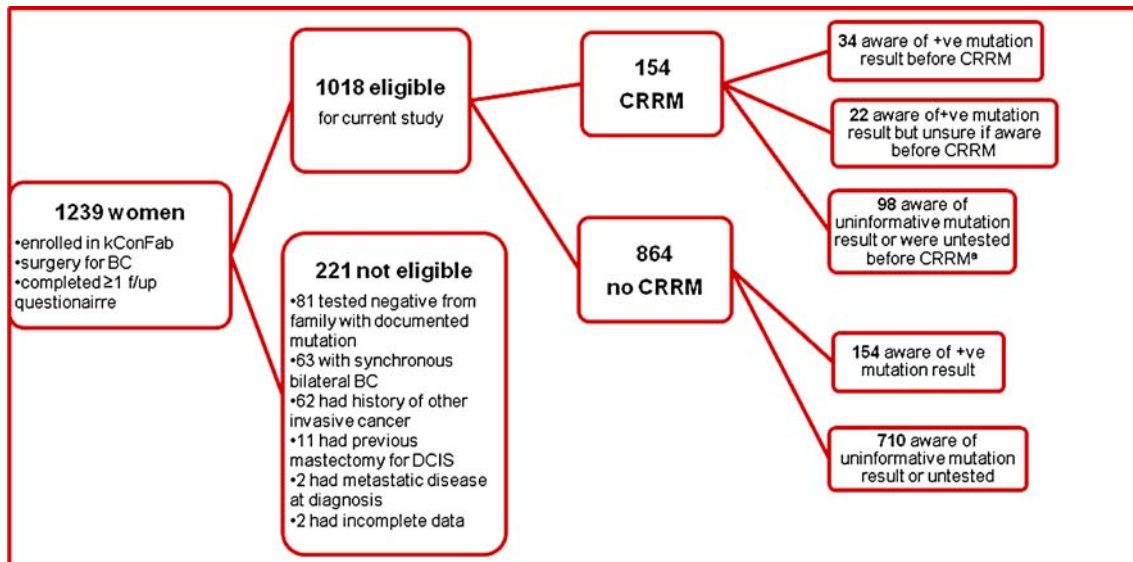 1239 women
•enrolled in kConFab
•surgery for BC
•completed ≥1 f/up
questionairre
1018 eligible
for current study
221 not eligible
•81 tested negative from
family with documented
mutation
•63 with synchronous
bilateral BC
•62 had history of other
invasive cancer
•11 had previous
mastectomy for DCIS
•2 had metastatic disease
at diagnosis
•2 had incomplete data
154
CRRM
864
no CRRM
34 aware of +ve mutation
result before CRRM
22 aware of+ve mutation
result but unsure if aware
before CRRM
98 aware of
uninformative mutation
result or were untested
before CRRMᵃ
154 aware of +ve
mutation result
710 aware of
uninformative mutation
result or untested